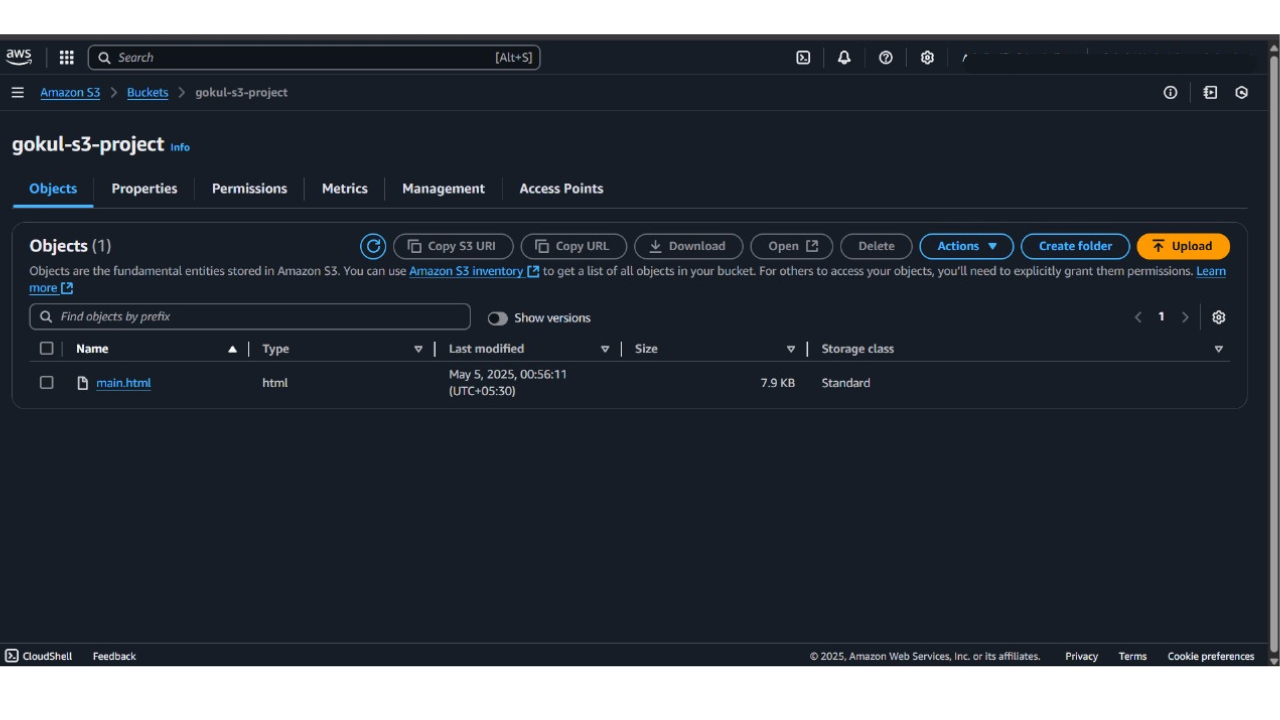 aws Search [Alt+S]
Amazon S3 > Buckets > gokul-s3-project
gokul-s3-project Info
Objects Properties Permissions Metrics Management Access Points
Objects (1) Copy S3 URI Copy URL Download Open Delete Actions Create folder Upload
Objects are the fundamental entities stored in Amazon S3. You can use Amazon S3 inventory to get a list of all objects in your bucket. For others to access your objects, you'll need to explicitly grant them permissions. Learn
more
Find objects by prefix Show versions 1
Name Type Last modified Size Storage class
main.html html May 5, 2025, 00:56:11 (UTC+05:30) 7.9 KB Standard
CloudShell Feedback © 2025, Amazon Web Services, Inc. or its affiliates. Privacy Terms Cookie preferences